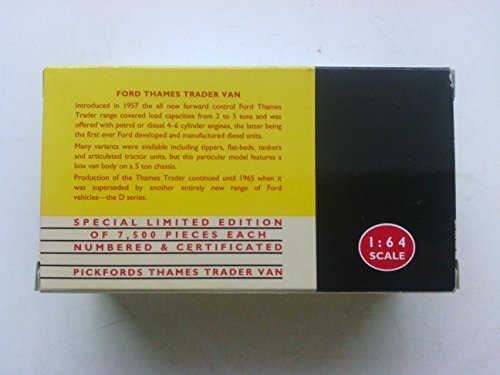 FORD THAMES TRADER VAN
Introduced in 1957 the all new forward control Ford Thames
Trader range covered load capacities from 2 to 5 tons and was
offered with petrol or diesel 4–6 cylinder engines, the latter being
the first ever Ford developed and manufactured diesel units.
Many variants were available including tippers, flat-beds, tankers
and articulated tractor units, but this particular model features a
box van body on a 5 ton chassis.
Production of the Thames Trader continued until 1965 when it
was superseded by another entirely new range of Ford
vehicles—the D series.
SPECIAL LIMITED EDITION
OF 7,500 PIECES EACH
NUMBERED & CERTIFICATED
PICKFORDS THAMES TRADER VAN
1:64
SCALE